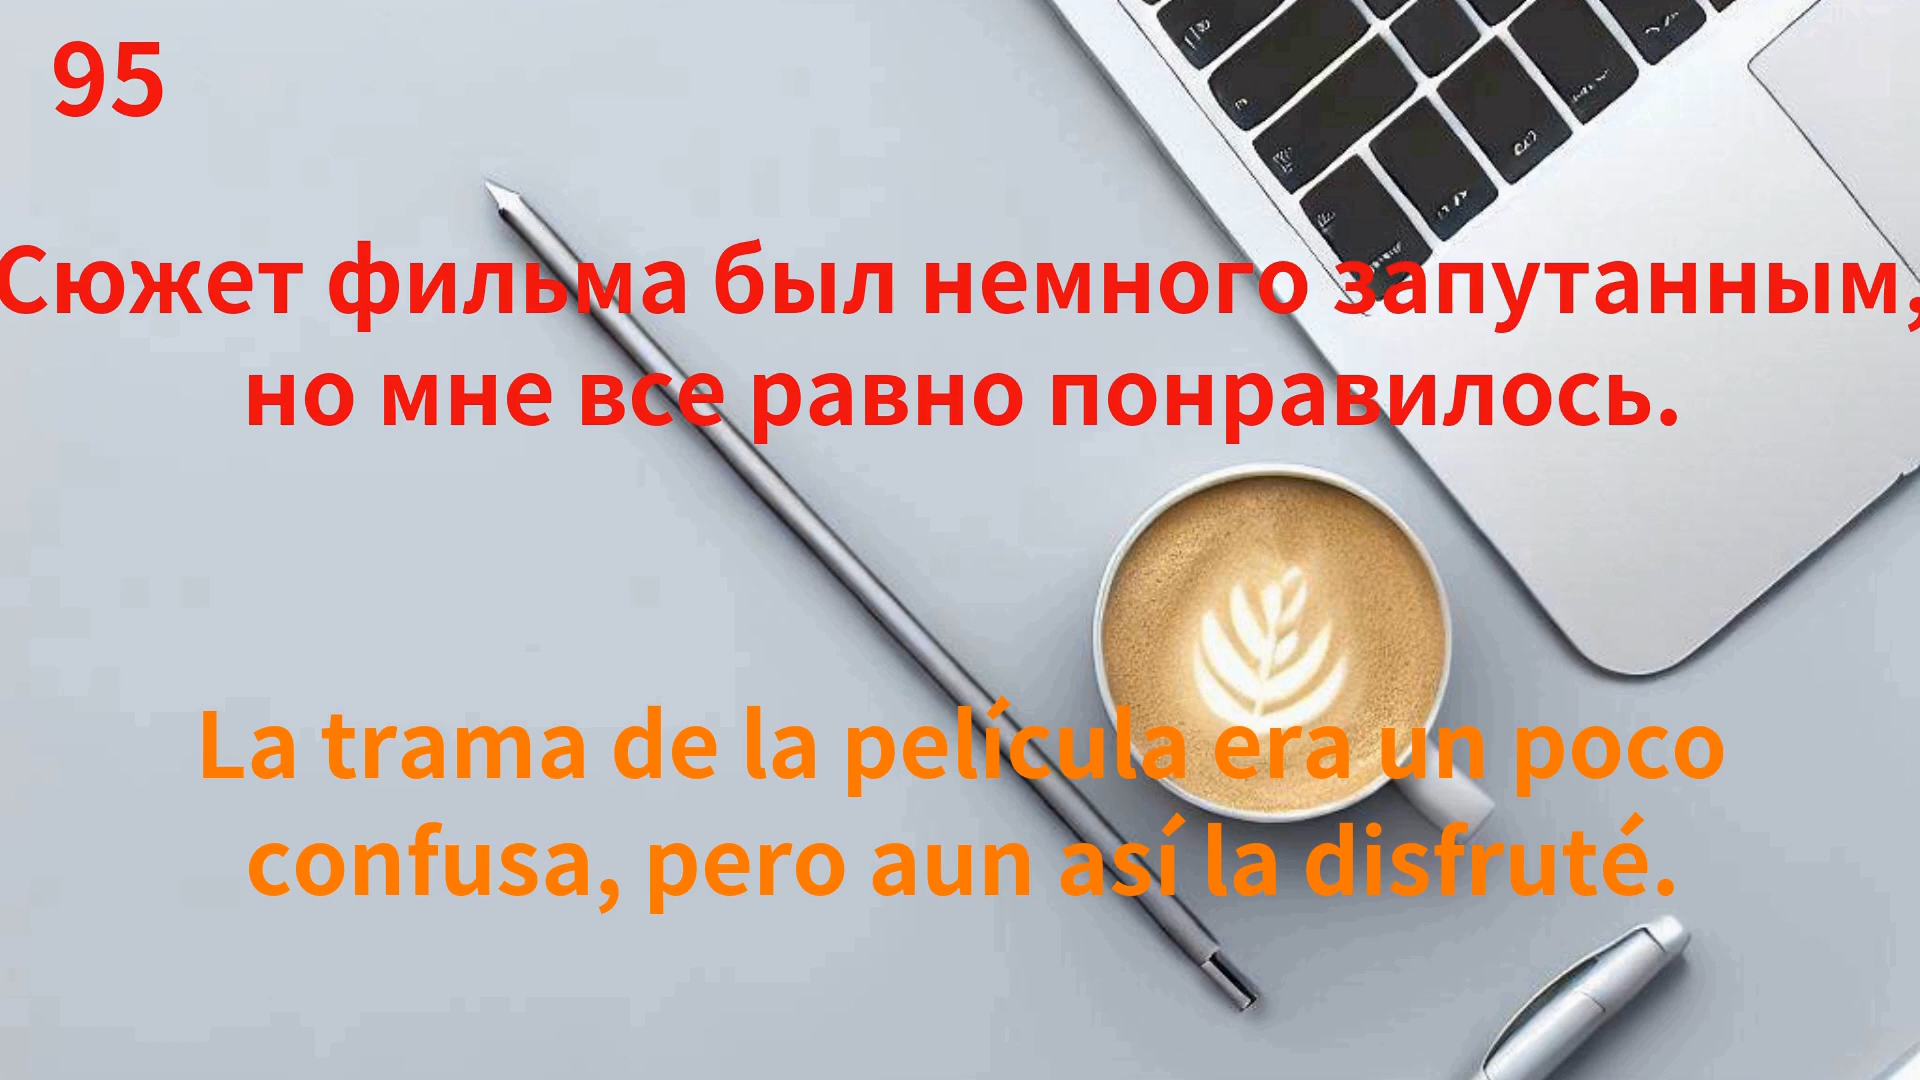 95
Сюжет фильма был немного запутанным,
но мне все равно понравилось.
La trama de la película era un poco
confusa, pero aun así la disfruté.